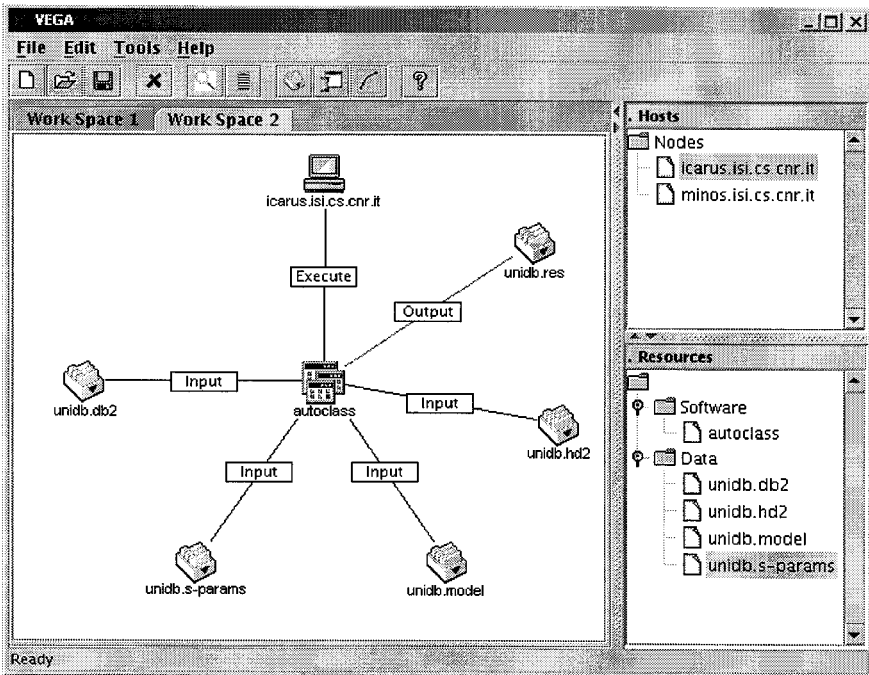 VEGA
File Edit Tools Help
Work Space 1 Work Space 2
icarus.isi.cs.cnr.it
Execute
unidb.res
Output
Input
unidb.db2
autoclass
Input
unidb.hd2
Input
Input
unidb.s-params
unidb.model
. Hosts
Nodes
icarus.isi.cs.cnr.it
minos.isi.cs.cnr.it
. Resources
Software
autoclass
Data
unidb.db2
unidb.hd2
unidb.model
unidb.s-params
Ready